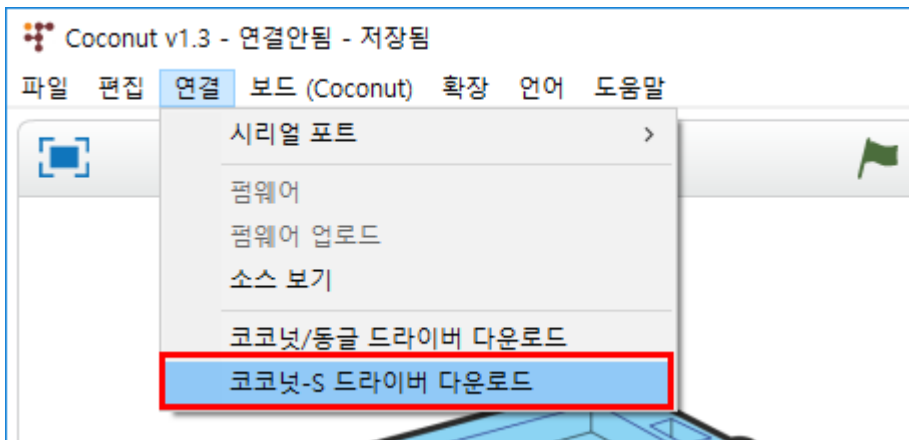 Coconut v1.3 - 연결안됨 - 저장됨
파일 편집 연결 보드 (Coconut) 확장 언어 도움말
시리얼 포트 >
펌웨어
펌웨어 업로드
소스 보기
코코넛/동글 드라이버 다운로드
코코넛-S 드라이버 다운로드